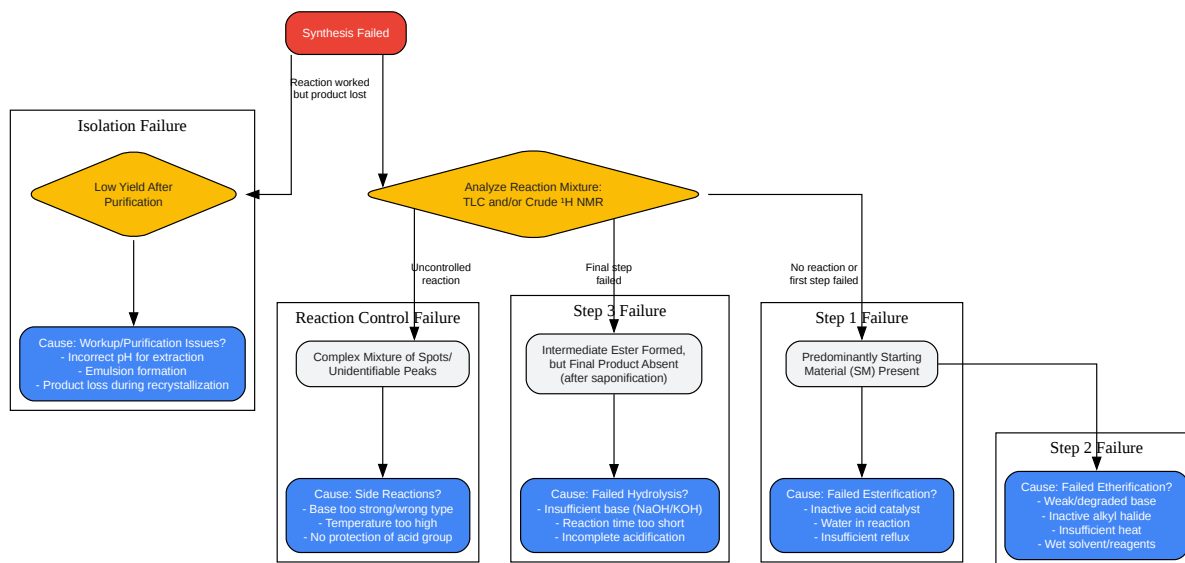 Synthesis Failed
Reaction worked
but product lost
Isolation Failure
Low Yield After
Purification
Analyze Reaction Mixture:
TLC and/or Crude ¹H NMR
Uncontrolled
reaction
Final step
failed
No reaction or
first step failed
Cause: Workup/Purification Issues?
- Incorrect pH for extraction
- Emulsion formation
- Product loss during recrystallization
Reaction Control Failure
Complex Mixture of Spots/
Unidentifiable Peaks
Cause: Side Reactions?
- Base too strong/wrong type
- Temperature too high
- No protection of acid group
Step 3 Failure
Intermediate Ester Formed,
but Final Product Absent
(after saponification)
Cause: Failed Hydrolysis?
- Insufficient base (NaOH/KOH)
- Reaction time too short
- Incomplete acidification
Step 1 Failure
Predominantly Starting
Material (SM) Present
Cause: Failed Esterification?
- Inactive acid catalyst
- Water in reaction
- Insufficient reflux
Step 2 Failure
Cause: Failed Etherification?
- Weak/degraded base
- Inactive alkyl halide
- Insufficient heat
- Wet solvent/reagents